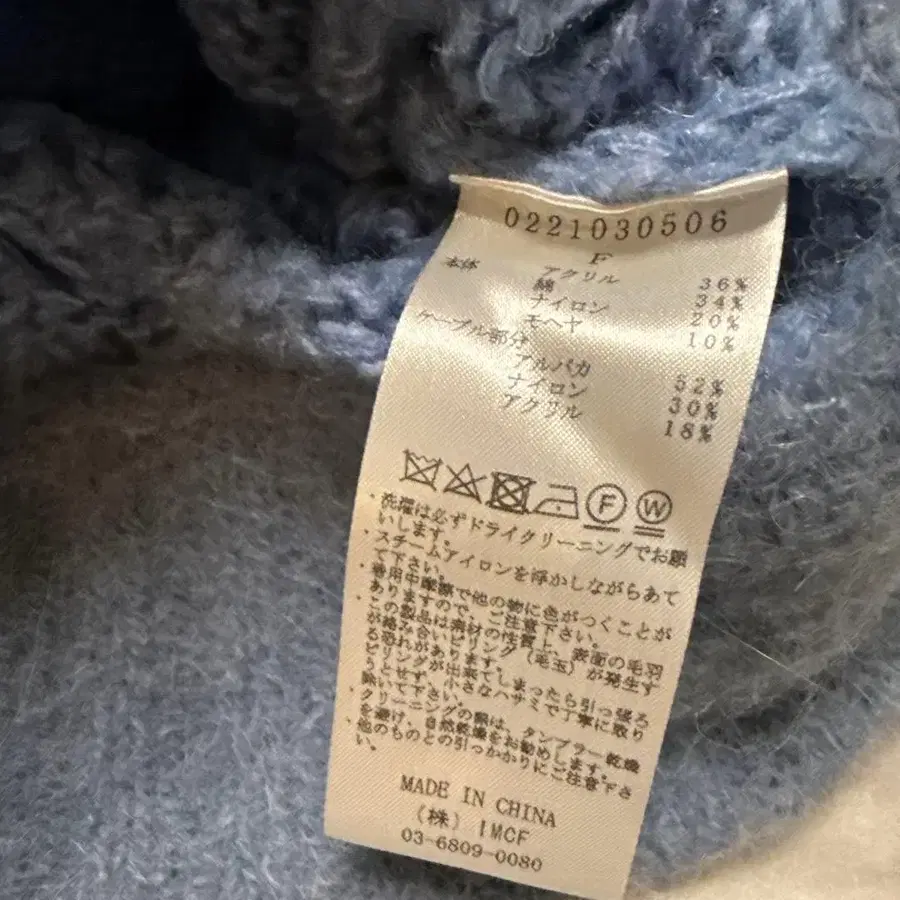 0221030506
F
本体 アクリル 36%
綿 34%
ナイロン 20%
モヘヤ 10%
ケーブル部分
アルパカ 52%
ナイロン 30%
アクリル 18%
F W
・洗濯は必ずドライクリーニングでお願
いします。
・スチームアイロンを浮かしながらあて
て下さい。
・着用中摩擦で他の物に色がつくことが
ありますので、ご注意下さい。
・この製品は素材の性質上、表面の毛羽
が絡み合いピリング(毛玉)が発生す
る恐れがあります。
ピリングが出来てしまったら引っ張ろ
うとせず、小さなハサミで丁寧に取り
除いて下さい。
・クリーニングの際は、タンブラー乾燥
を避け、自然乾燥をお勧めします。
・他のものとの引っかかりにご注意下さ
い。
MADE IN CHINA
(株) IMCF
03-6809-0080